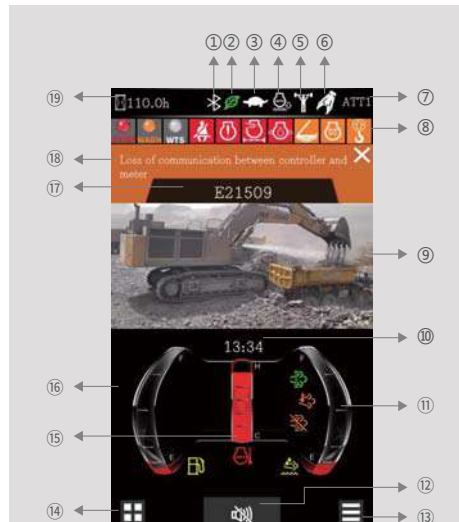 ①②③④⑤⑥
⑲ 110.0h ATT1 ⑦
WTS ⑧
⑱ Loss of communication between controller and
meter
⑰ E21509
⑨
13:34 ⑩
H
F F
⑯ ⑪
⑮ C
E E
⑫
⑭ ⑬